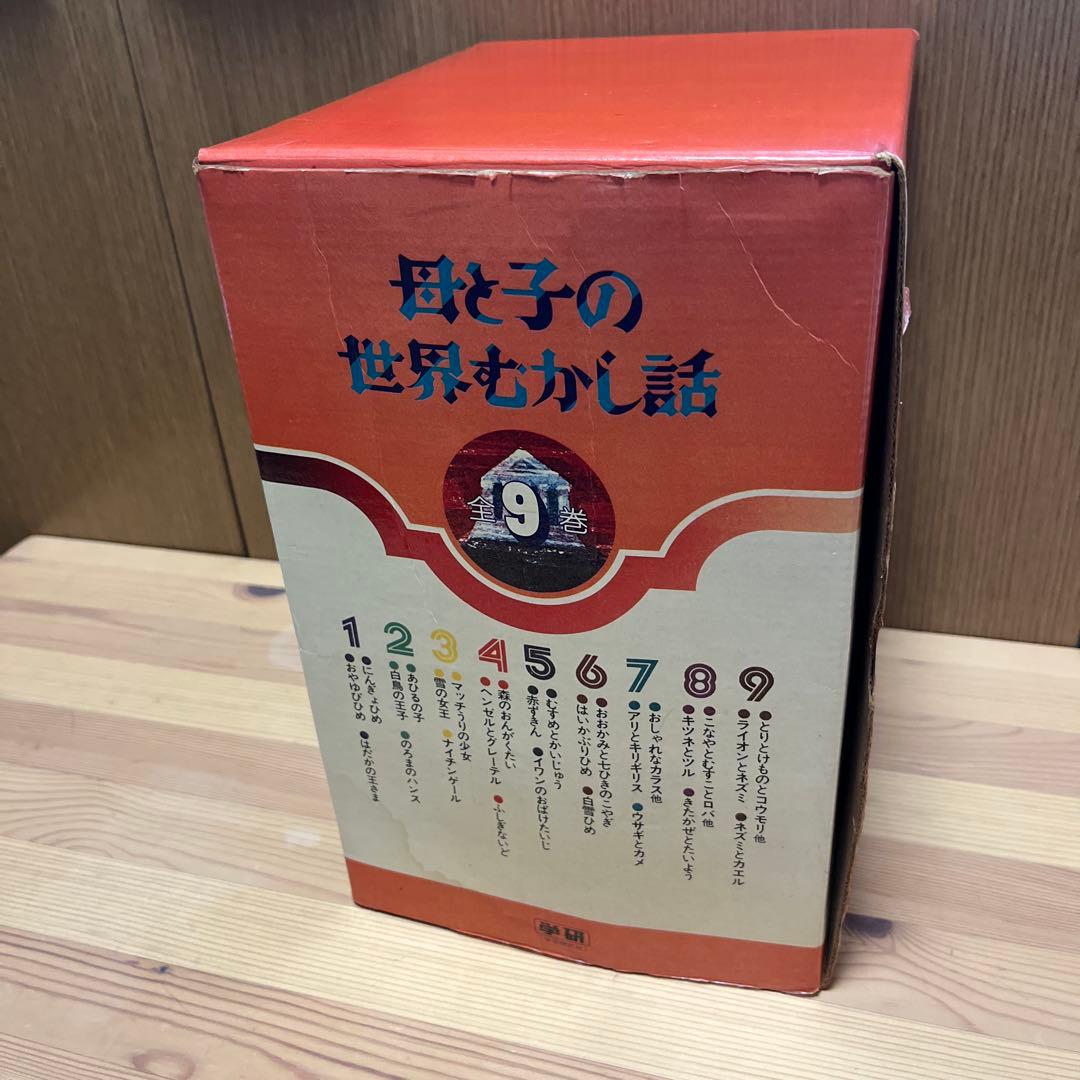 母と子の
世界むかし話
全9巻
1
●にんぎょひめ
●おやゆびひめ ●はだかの王さま
2
●あひるの子
●白鳥の王子 ●のろまのハンス
3
●マッチうりの少女
●雪の女王 ●ナイチンゲール
4
●森のおんがくたい
●ヘンゼルとグレーテル ●ふしぎないど
5
●むすめとかいじゅう
●赤ずきん ●イワンのおばけたいじ
6
●おおかみと七ひきのこやぎ
●はいかぶりひめ ●白雪ひめ
7
●おしゃれなカラス他
●アリとキリギリス ●ウサギとカメ
8
●こなやとむすことロバ他
●キツネとツル ●きたかぜとたいよう
9
●とりとけものとコウモリ他
●ライオンとネズミ ●ネズミとカエル
学研